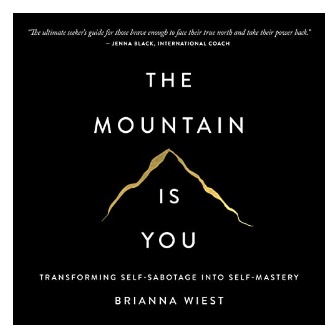 "The ultimate seeker's guide for those brave enough to face their true north and take their power back."
— JENNA BLACK, INTERNATIONAL COACH
THE
MOUNTAIN
IS
YOU
TRANSFORMING SELF-SABOTAGE INTO SELF-MASTERY
BRIANNA WIEST